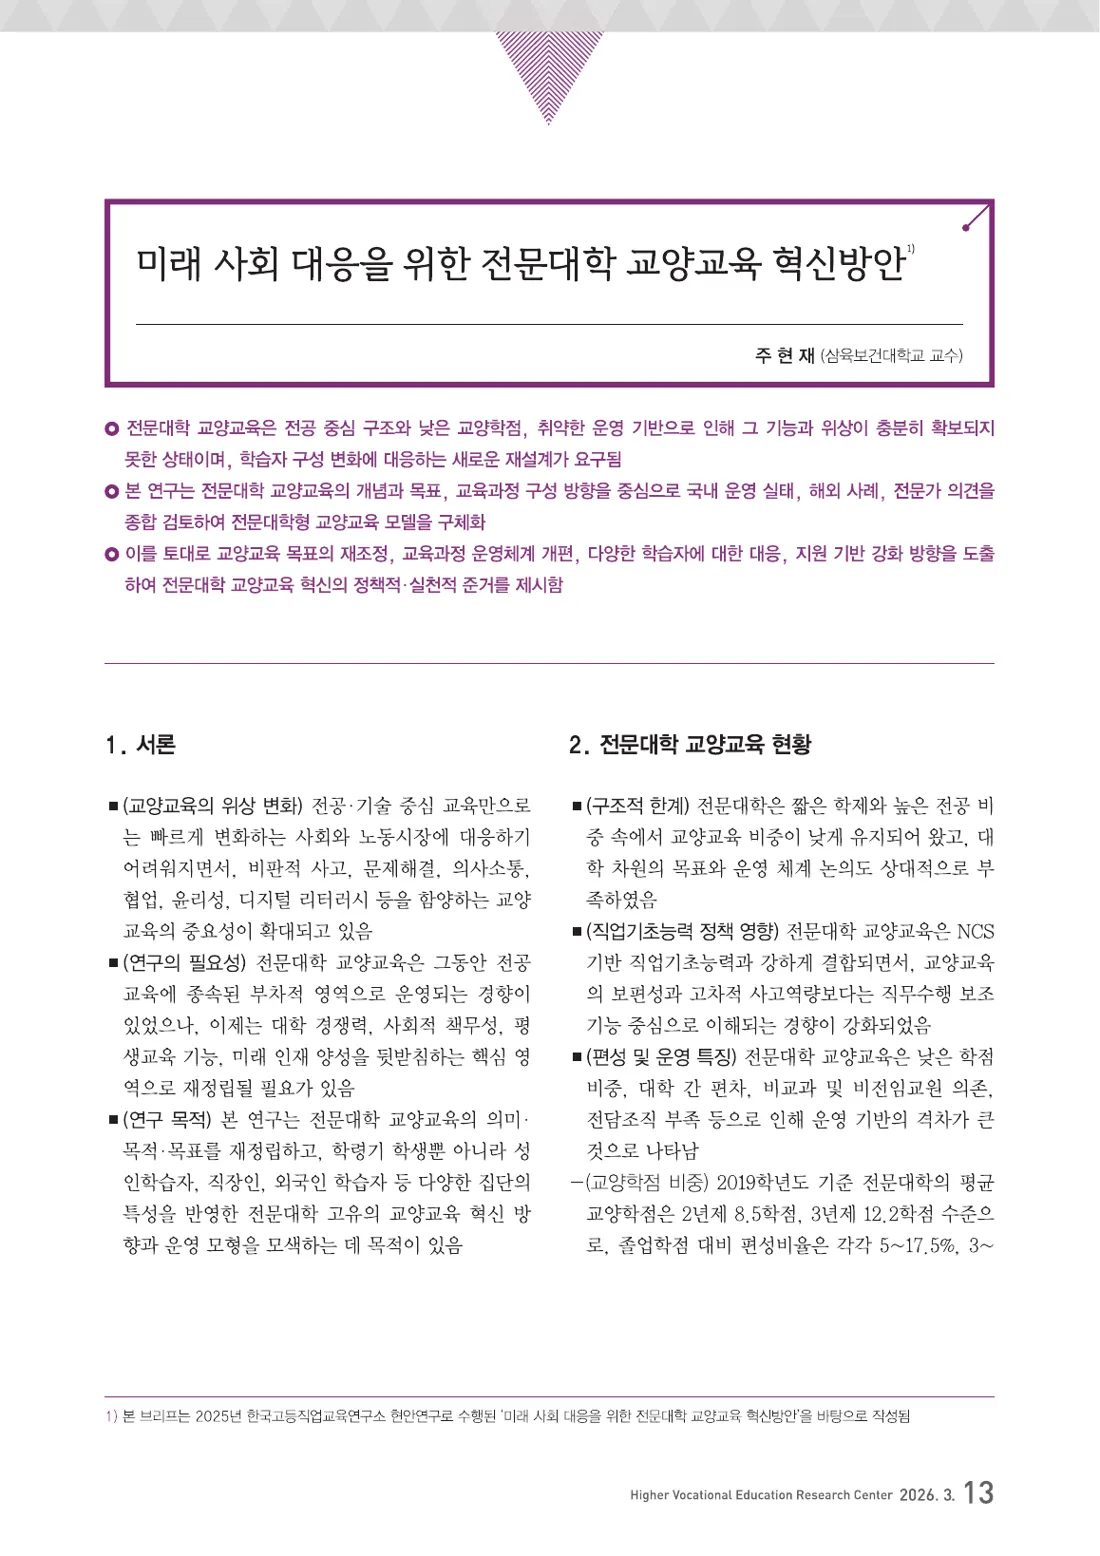 미래 사회 대응을 위한 전문대학 교양교육 혁신방안1)
주 현 재 (삼육보건대학교 교수)
전문대학 교양교육은 전공 중심 구조와 낮은 교양학점, 취약한 운영 기반으로 인해 그 기능과 위상이 충분히 확보되지
못한 상태이며, 학습자 구성 변화에 대응하는 새로운 재설계가 요구됨
본 연구는 전문대학 교양교육의 개념과 목표, 교육과정 구성 방향을 중심으로 국내 운영 실태, 해외 사례, 전문가 의견을
종합 검토하여 전문대학형 교양교육 모델을 구체화
이를 토대로 교양교육 목표의 재조정, 교육과정 운영체계 개편, 다양한 학습자에 대한 대응, 지원 기반 강화 방향을 도출
하여 전문대학 교양교육 혁신의 정책적·실천적 준거를 제시함
1. 서론
■ (교양교육의 위상 변화) 전공·기술 중심 교육만으로
는 빠르게 변화하는 사회와 노동시장에 대응하기
어려워지면서, 비판적 사고, 문제해결, 의사소통,
협업, 윤리성, 디지털 리터러시 등을 함양하는 교양
교육의 중요성이 확대되고 있음
■ (연구의 필요성) 전문대학 교양교육은 그동안 전공
교육에 종속된 부차적 영역으로 운영되는 경향이
있었으나, 이제는 대학 경쟁력, 사회적 책무성, 평
생교육 기능, 미래 인재 양성을 뒷받침하는 핵심 영
역으로 재정립될 필요가 있음
■ (연구 목적) 본 연구는 전문대학 교양교육의 의미·
목적·목표를 재정립하고, 학령기 학생뿐 아니라 성
인학습자, 직장인, 외국인 학습자 등 다양한 집단의
특성을 반영한 전문대학 고유의 교양교육 혁신 방
향과 운영 모형을 모색하는 데 목적이 있음
2. 전문대학 교양교육 현황
■ (구조적 한계) 전문대학은 짧은 학제와 높은 전공 비
중 속에서 교양교육 비중이 낮게 유지되어 왔고, 대
학 차원의 목표와 운영 체계 논의도 상대적으로 부
족하였음
■ (직업기초능력 정책 영향) 전문대학 교양교육은 NCS
기반 직업기초능력과 강하게 결합되면서, 교양교육
의 보편성과 고차적 사고역량보다는 직무수행 보조
기능 중심으로 이해되는 경향이 강화되었음
■ (편성 및 운영 특징) 전문대학 교양교육은 낮은 학점
비중, 대학 간 편차, 비교과 및 비전임교원 의존,
전담조직 부족 등으로 인해 운영 기반의 격차가 큰
것으로 나타남
–(교양학점 비중) 2019학년도 기준 전문대학의 평균
교양학점은 2년제 8.5학점, 3년제 12.2학점 수준으
로, 졸업학점 대비 편성비율은 각각 5~17.5%, 3~
1) 본 브리프는 2025년 한국고등직업교육연구소 현안연구로 수행된 '미래 사회 대응을 위한 전문대학 교양교육 혁신방안'을 바탕으로 작성됨
Higher Vocational Education Research Center 2026. 3. 13